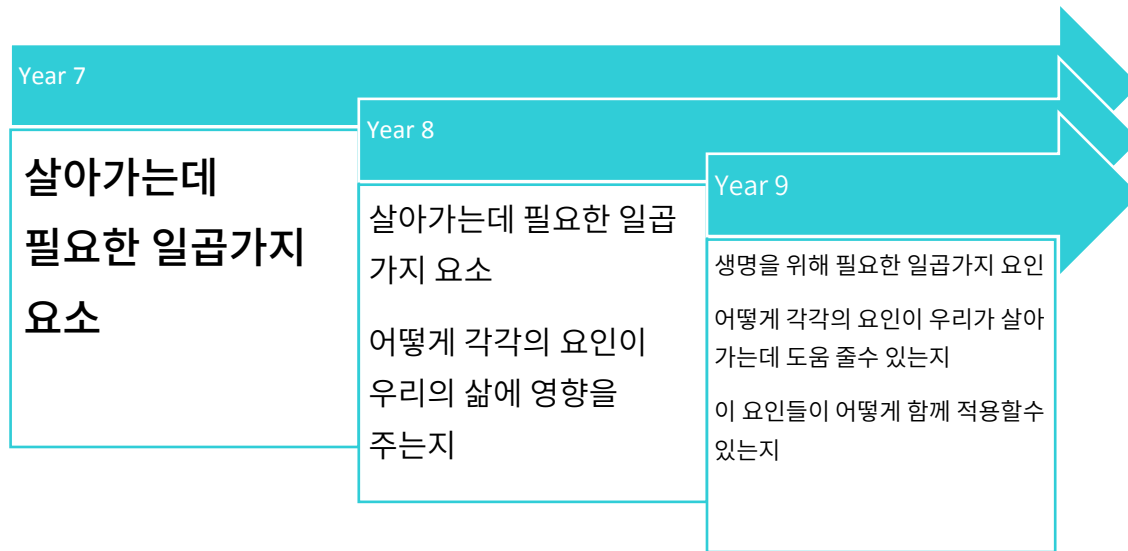 Year 7
살아가는데
필요한 일곱가지
요소
Year 8
살아가는데 필요한 일곱
가지 요소
어떻게 각각의 요인이
우리의 삶에 영향을
주는지
Year 9
생명을 위해 필요한 일곱가지 요인
어떻게 각각의 요인이 우리가 살아
가는데 도움 줄수 있는지
이 요인들이 어떻게 함께 적용할수
있는지